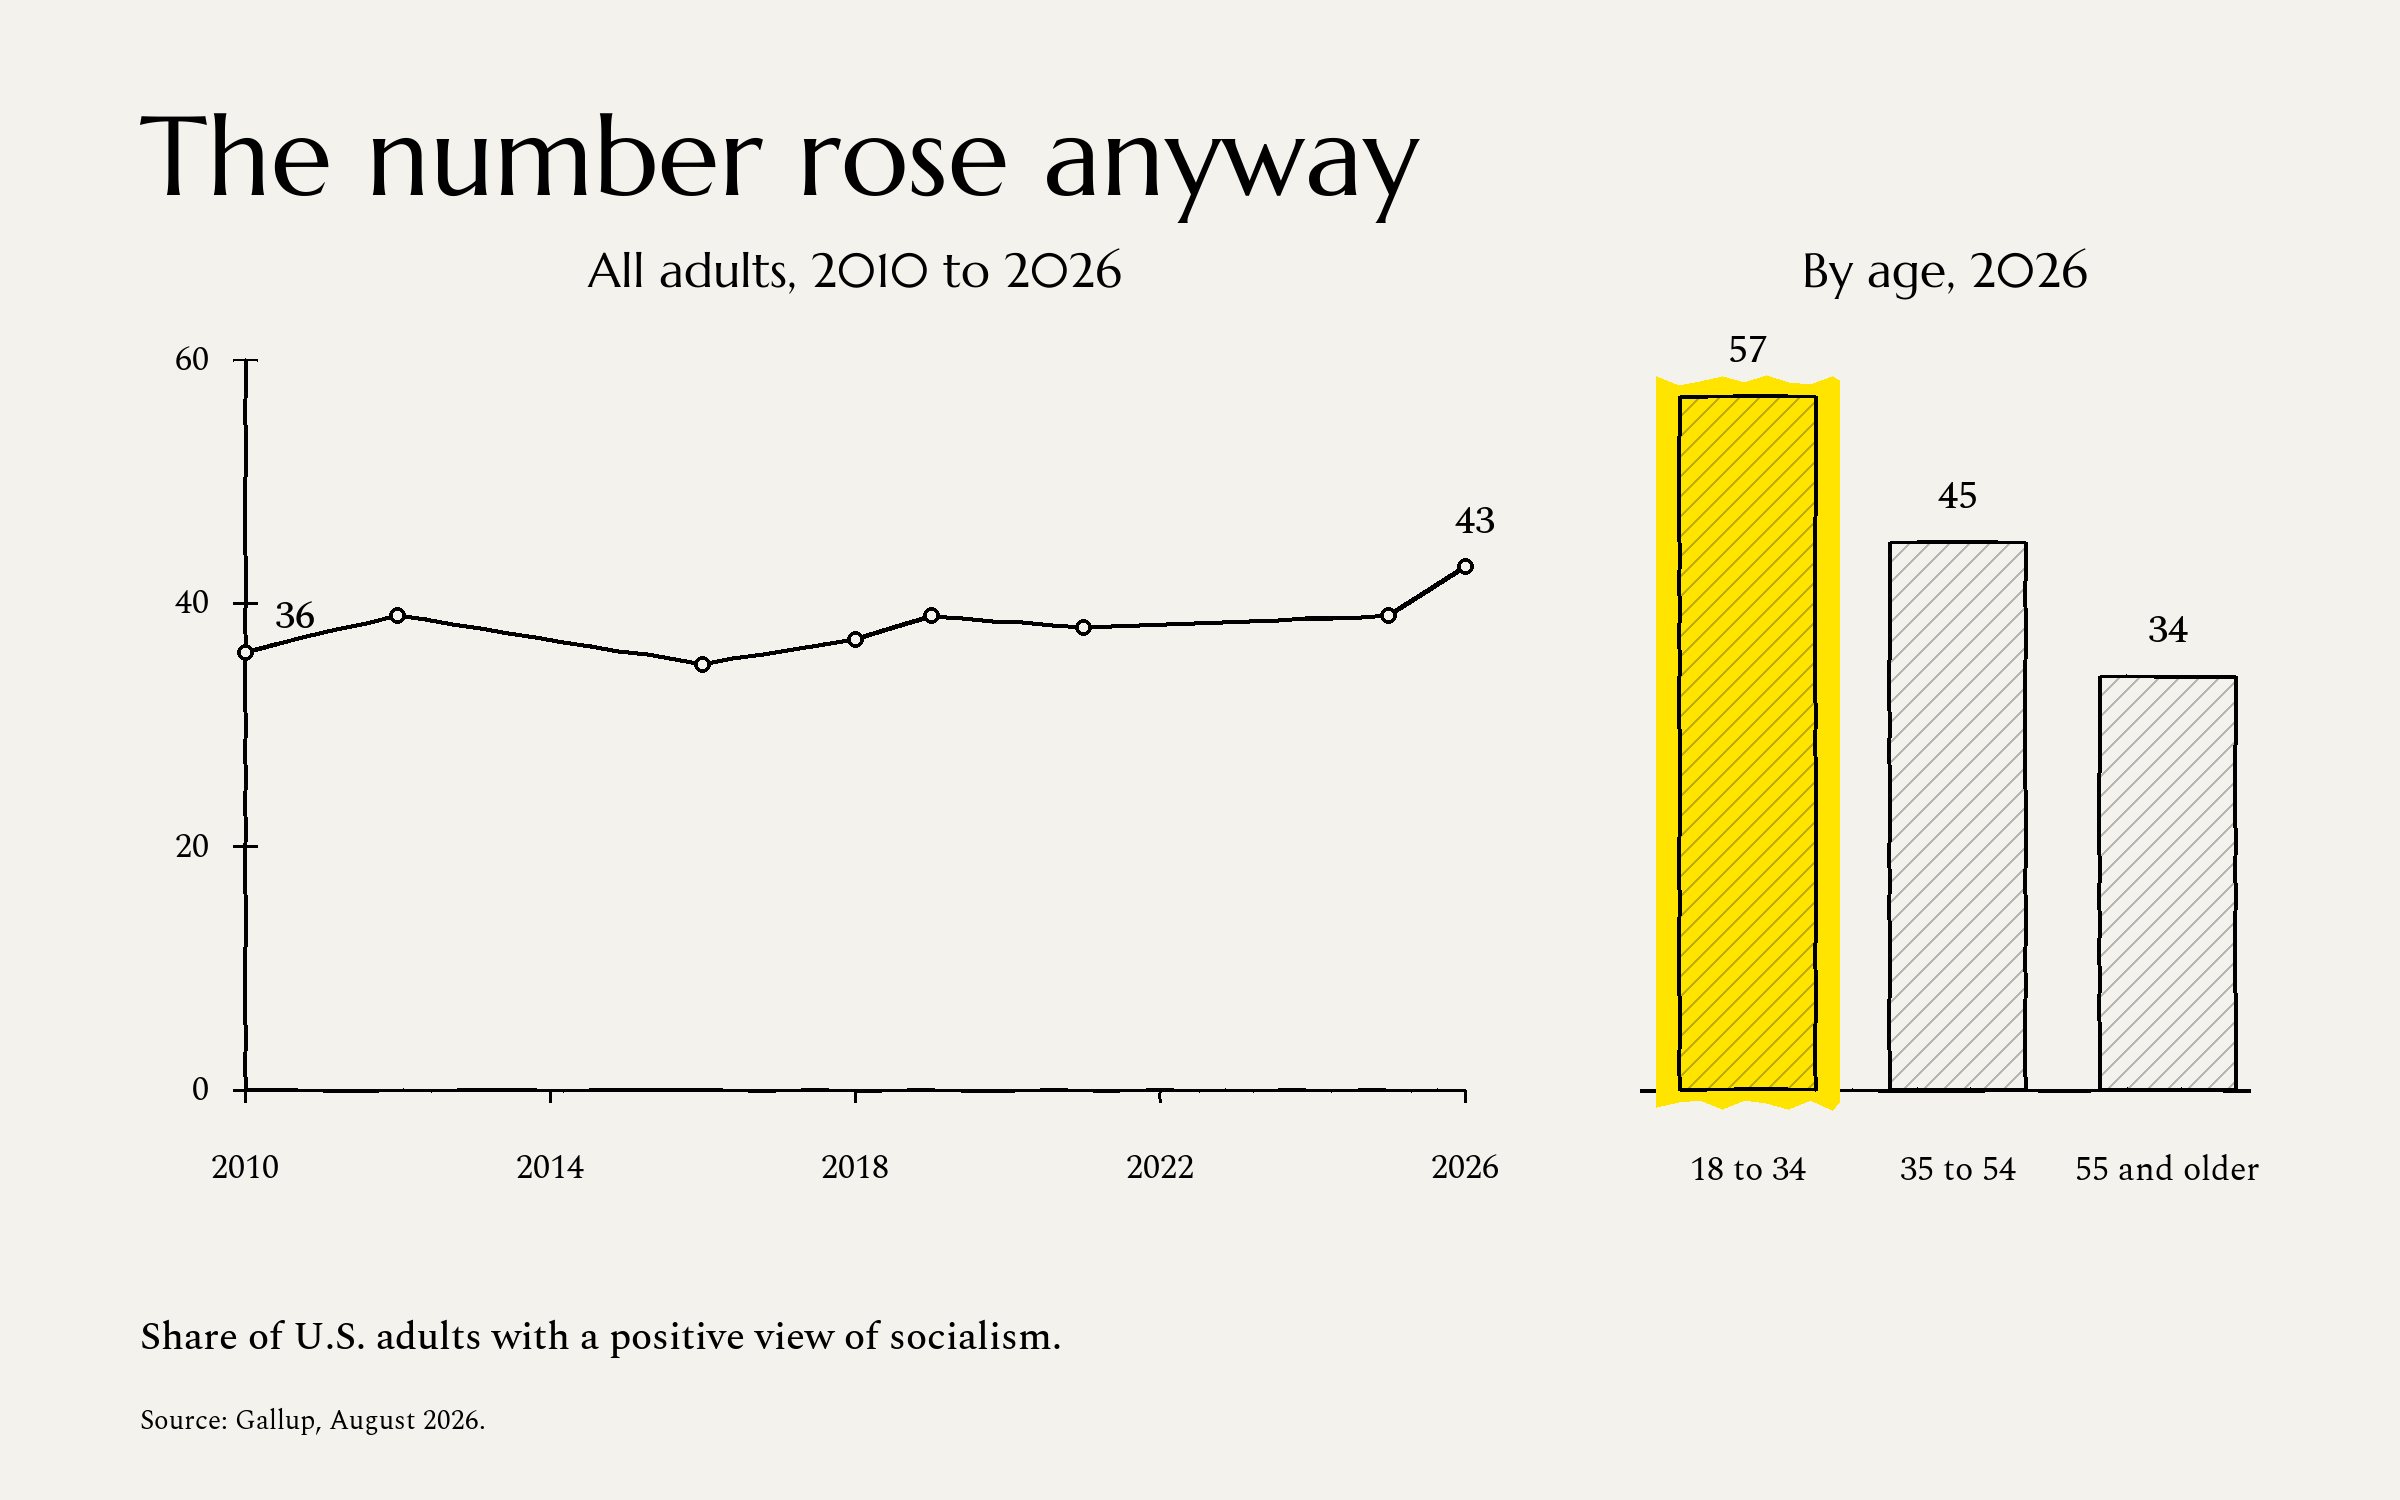 The number rose anyway
All adults, 2010 to 2026
By age, 2026
60
40
20
0
36
43
2010 2014 2018 2022 2026
57
45
34
18 to 34 35 to 54 55 and older
Share of U.S. adults with a positive view of socialism.
Source: Gallup, August 2026.